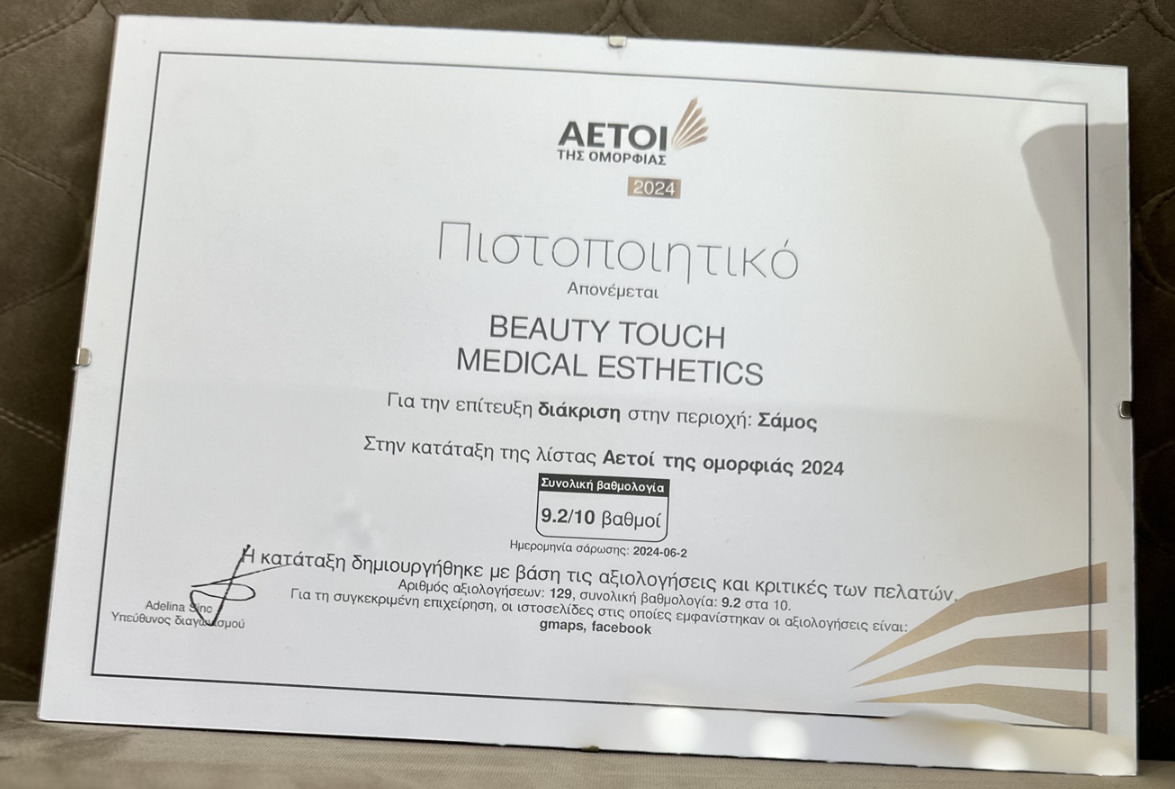 ΑΕΤΟΙ
ΤΗΣ ΟΜΟΡΦΙΑΣ
2024
Πιστοποιητικό
Απονέμεται
BEAUTY TOUCH
MEDICAL ESTHETICS
Για την επίτευξη διάκριση στην περιοχή: Σάμος
Στην κατάταξη της λίστας Αετοί της ομορφιάς 2024
Συνολική βαθμολογία
9.2/10 βαθμοί
Ημερομηνία σάρωσης: 2024-06-2
Η κατάταξη δημιουργήθηκε με βάση τις αξιολογήσεις και κριτικές των πελατών.
Αριθμός αξιολογήσεων: 129, συνολική βαθμολογία: 9.2 στα 10.
Για τη συγκεκριμένη επιχείρηση, οι ιστοσελίδες στις οποίες εμφανίστηκαν οι αξιολογήσεις είναι:
gmaps, facebook
Adelina Sinc
Υπεύθυνος διαγωνισμού